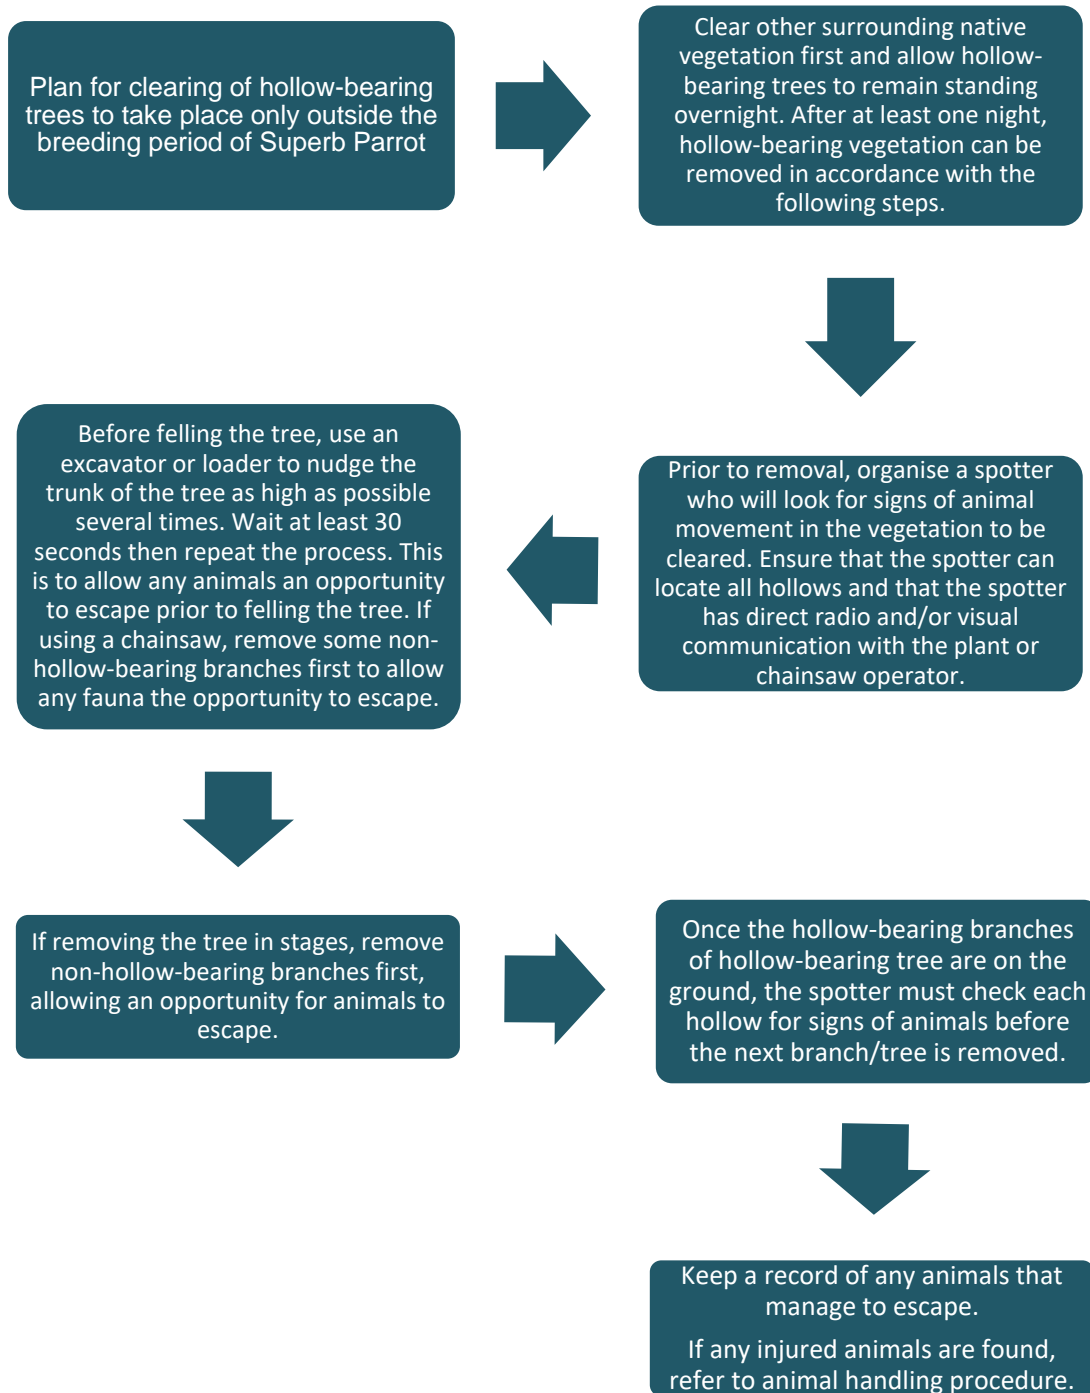 Plan for clearing of hollow-bearing
trees to take place only outside the
breeding period of Superb Parrot
Clear other surrounding native
vegetation first and allow hollow-
bearing trees to remain standing
overnight. After at least one night,
hollow-bearing vegetation can be
removed in accordance with the
following steps.
Prior to removal, organise a spotter
who will look for signs of animal
movement in the vegetation to be
cleared. Ensure that the spotter can
locate all hollows and that the spotter
has direct radio and/or visual
communication with the plant or
chainsaw operator.
Before felling the tree, use an
excavator or loader to nudge the
trunk of the tree as high as possible
several times. Wait at least 30
seconds then repeat the process. This
is to allow any animals an opportunity
to escape prior to felling the tree. If
using a chainsaw, remove some non-
hollow-bearing branches first to allow
any fauna the opportunity to escape.
If removing the tree in stages, remove
non-hollow-bearing branches first,
allowing an opportunity for animals to
escape.
Once the hollow-bearing branches
of hollow-bearing tree are on the
ground, the spotter must check each
hollow for signs of animals before
the next branch/tree is removed.
Keep a record of any animals that
manage to escape.
If any injured animals are found,
refer to animal handling procedure.